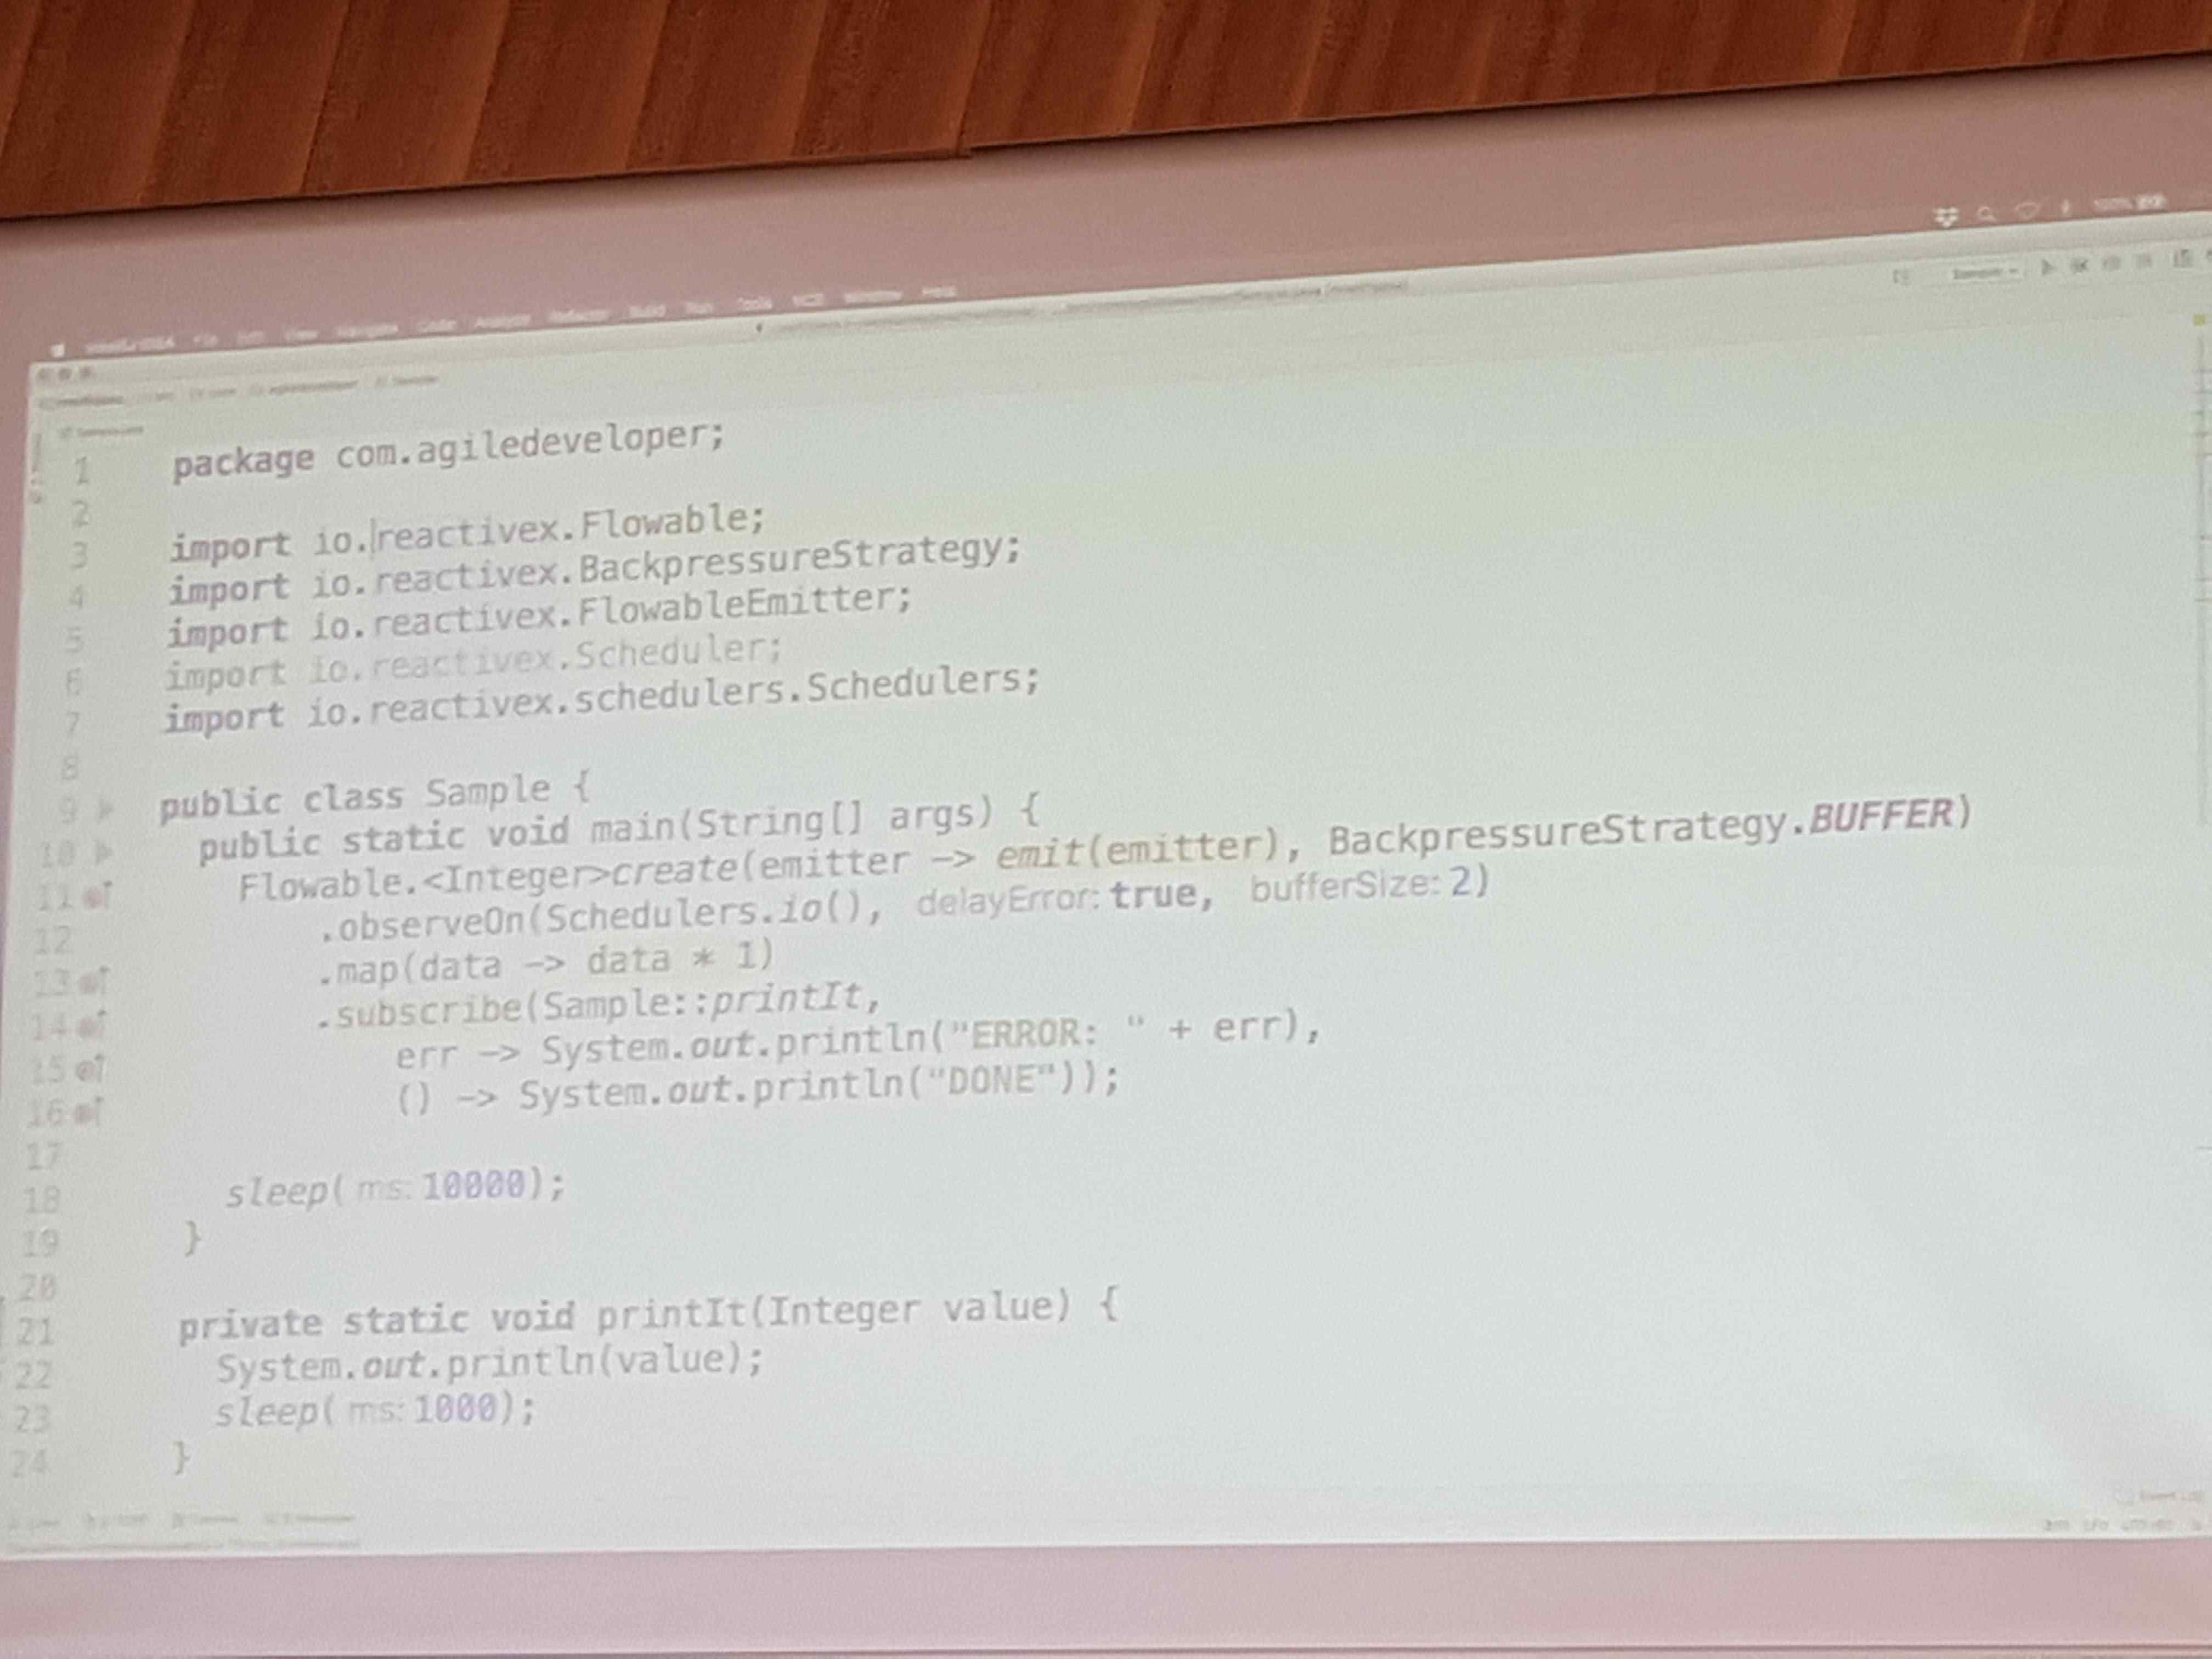 package com.agiledeveloper;
1
2
import io.reactivex.Flowable;
3
import io.reactivex.BackpressureStrategy;
4
import io.reactivex.FlowableEmitter;
5
import io.reactivex.Scheduler;
6
import io.reactivex.schedulers.Schedulers;
7
8
public class Sample {
9
public static void main(String[] args) {
10
Flowable.<Integer>create(emitter -> emit(emitter), BackpressureStrategy.BUFFER)
11
.observeOn(Schedulers.io(), delayError: true, bufferSize: 2)
12
.map(data -> data * 1)
13
.subscribe(Sample::printIt,
14
err -> System.out.println("ERROR: " + err),
15
() -> System.out.println("DONE"));
16
17
sleep( ms: 10000);
18
}
19
20
private static void printIt(Integer value) {
21
System.out.println(value);
22
sleep( ms: 1000);
23
}
24